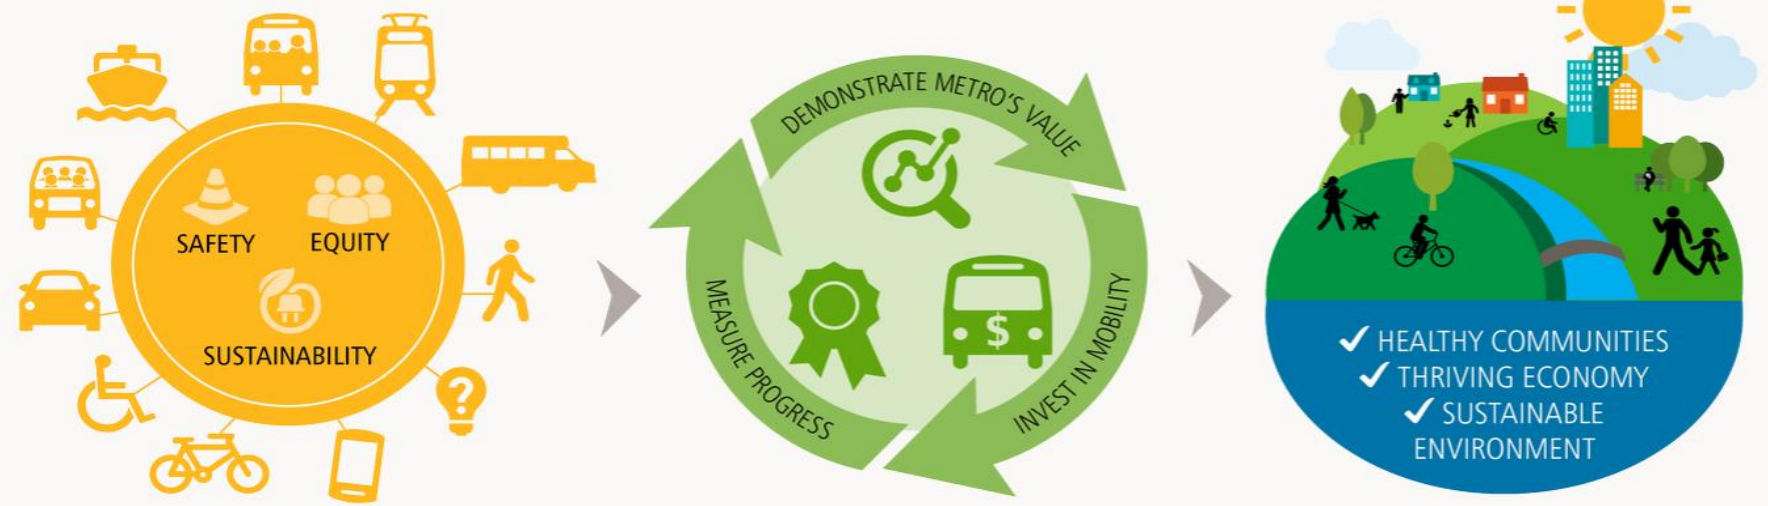 SAFETY
EQUITY
SUSTAINABILITY
?
DEMONSTRATE METRO'S VALUE
MEASURE PROGRESS
INVEST IN MOBILITY
$
HEALTHY COMMUNITIES
THRIVING ECONOMY
SUSTAINABLE
ENVIRONMENT